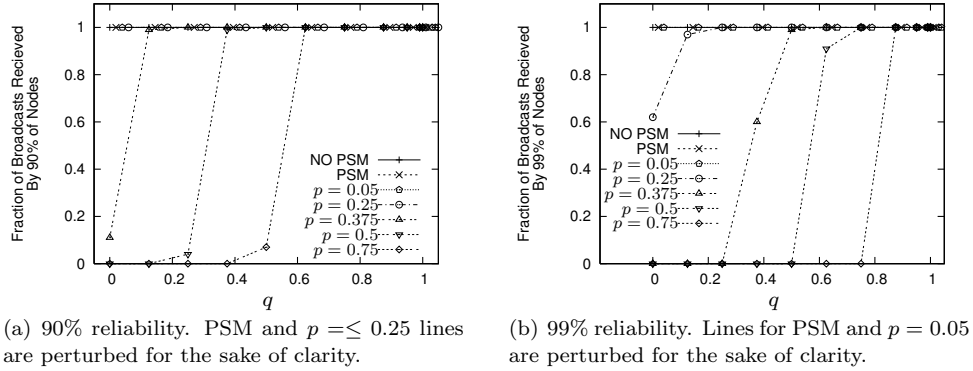 Fraction of Broadcasts Recieved
By 90% of Nodes
1
0.8
0.6
0.4
0.2
0
NO PSM
PSM
p = 0.05
p = 0.25
p = 0.375
p = 0.5
p = 0.75
0 0.2 0.4 0.6 0.8 1
q
(a) 90% reliability. PSM and p =≤ 0.25 lines
are perturbed for the sake of clarity.
Fraction of Broadcasts Recieved
By 99% of Nodes
1
0.8
0.6
0.4
0.2
0
NO PSM
PSM
p = 0.05
p = 0.25
p = 0.375
p = 0.5
p = 0.75
0 0.2 0.4 0.6 0.8 1
q
(b) 99% reliability. Lines for PSM and p = 0.05
are perturbed for the sake of clarity.